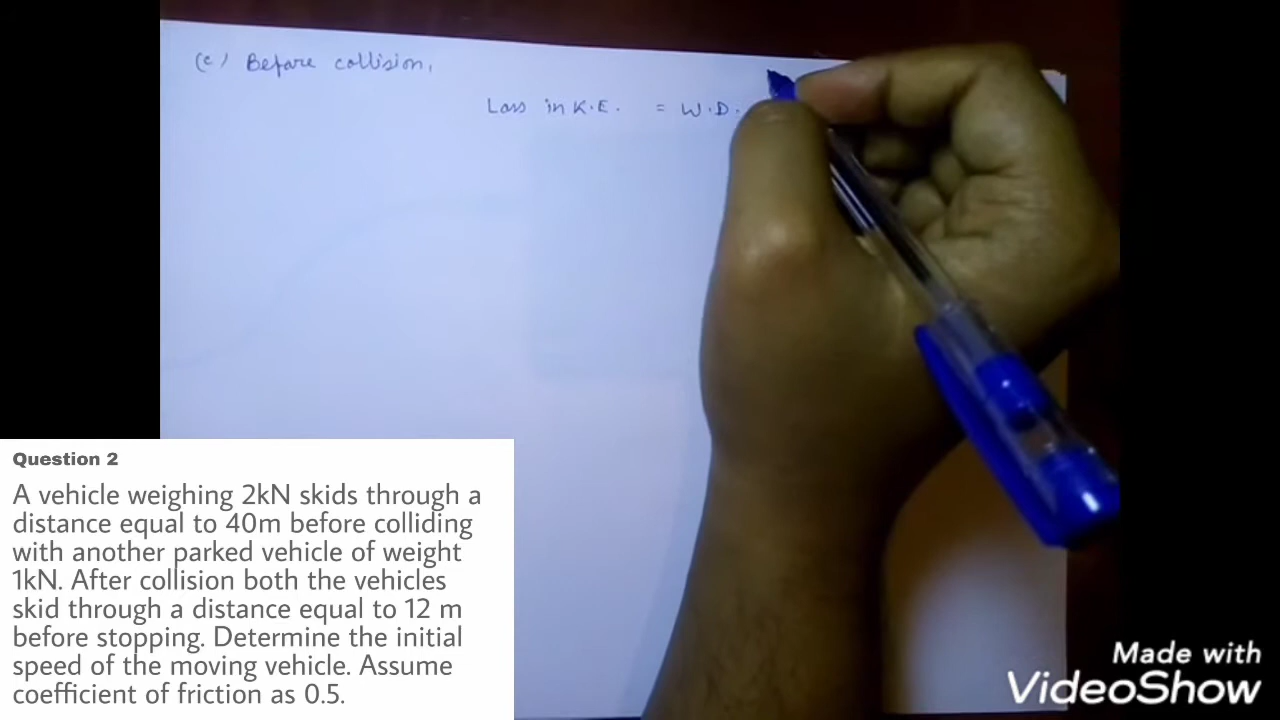 (c) Before collision,
Loss in K.E. = W.D.
Question 2
A vehicle weighing 2kN skids through a
distance equal to 40m before colliding
with another parked vehicle of weight
1kN. After collision both the vehicles
skid through a distance equal to 12 m
before stopping. Determine the initial
speed of the moving vehicle. Assume
coefficient of friction as 0.5.
Made with
VideoShow